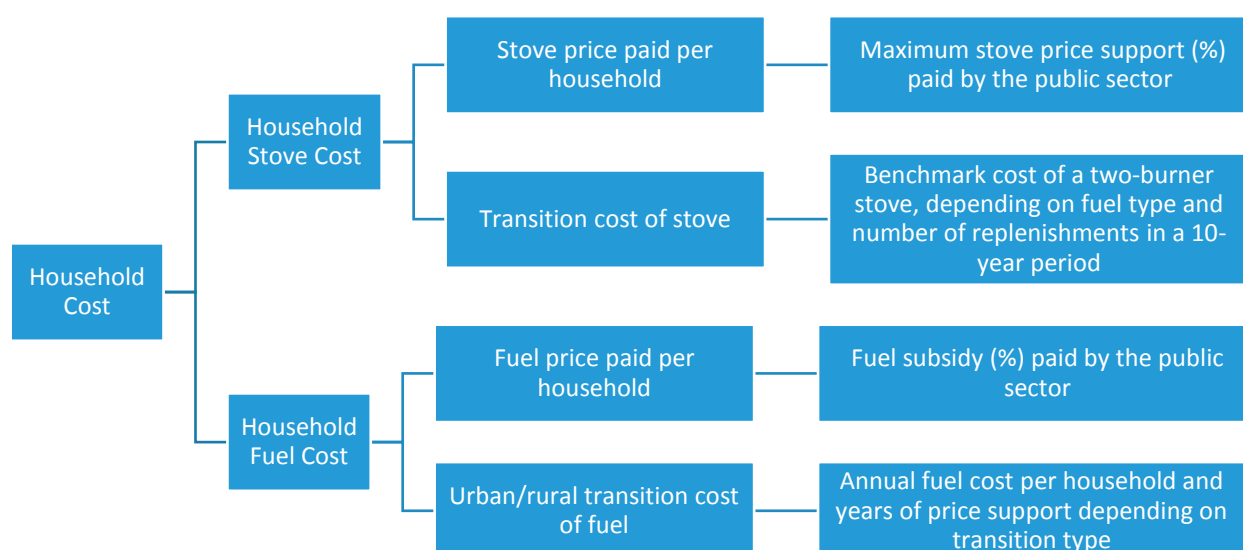 Household
Cost
Household
Stove Cost
Stove price paid per
household
Maximum stove price support (%)
paid by the public sector
Transition cost of stove
Benchmark cost of a two-burner
stove, depending on fuel type and
number of replenishments in a 10-
year period
Household
Fuel Cost
Fuel price paid per
household
Fuel subsidy (%) paid by the public
sector
Urban/rural transition cost
of fuel
Annual fuel cost per household and
years of price support depending on
transition type